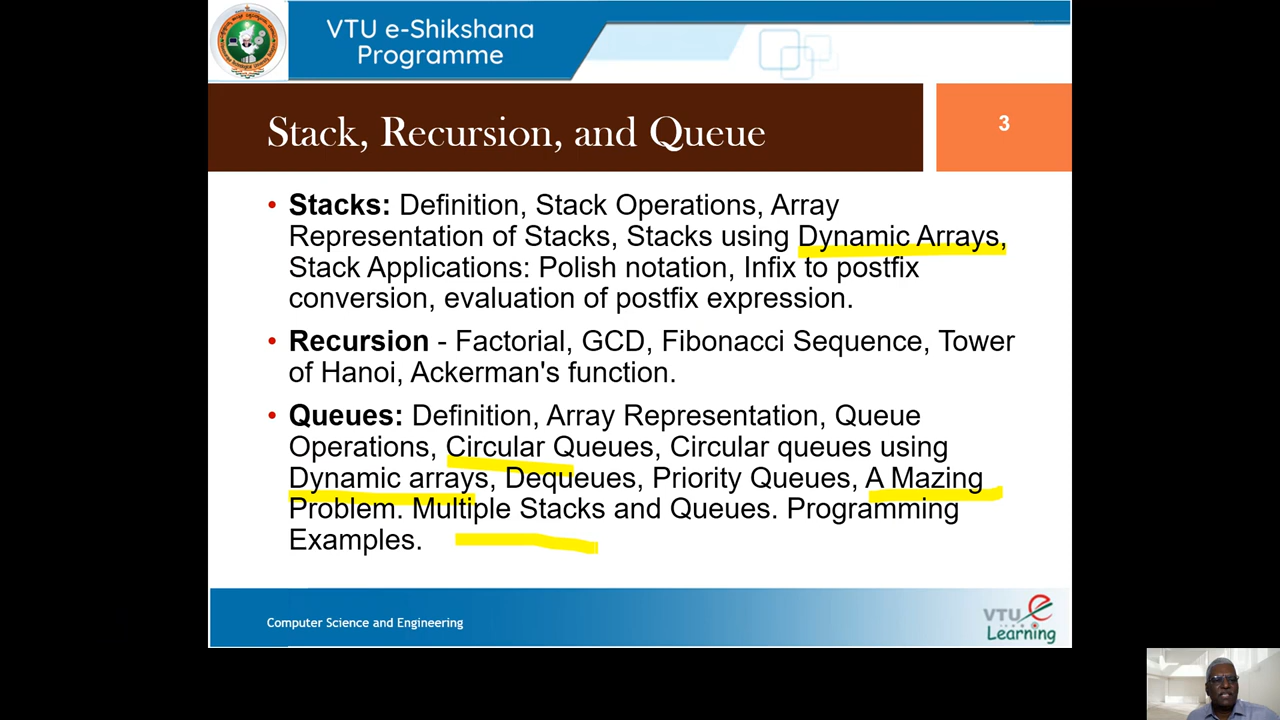 VTU e-Shikshana
Programme
Stack, Recursion, and Queue
3
• Stacks: Definition, Stack Operations, Array
Representation of Stacks, Stacks using Dynamic Arrays,
Stack Applications: Polish notation, Infix to postfix
conversion, evaluation of postfix expression.
• Recursion - Factorial, GCD, Fibonacci Sequence, Tower
of Hanoi, Ackerman's function.
• Queues: Definition, Array Representation, Queue
Operations, Circular Queues, Circular queues using
Dynamic arrays, Dequeues, Priority Queues, A Mazing
Problem. Multiple Stacks and Queues. Programming
Examples.
Computer Science and Engineering
VTU e
Learning